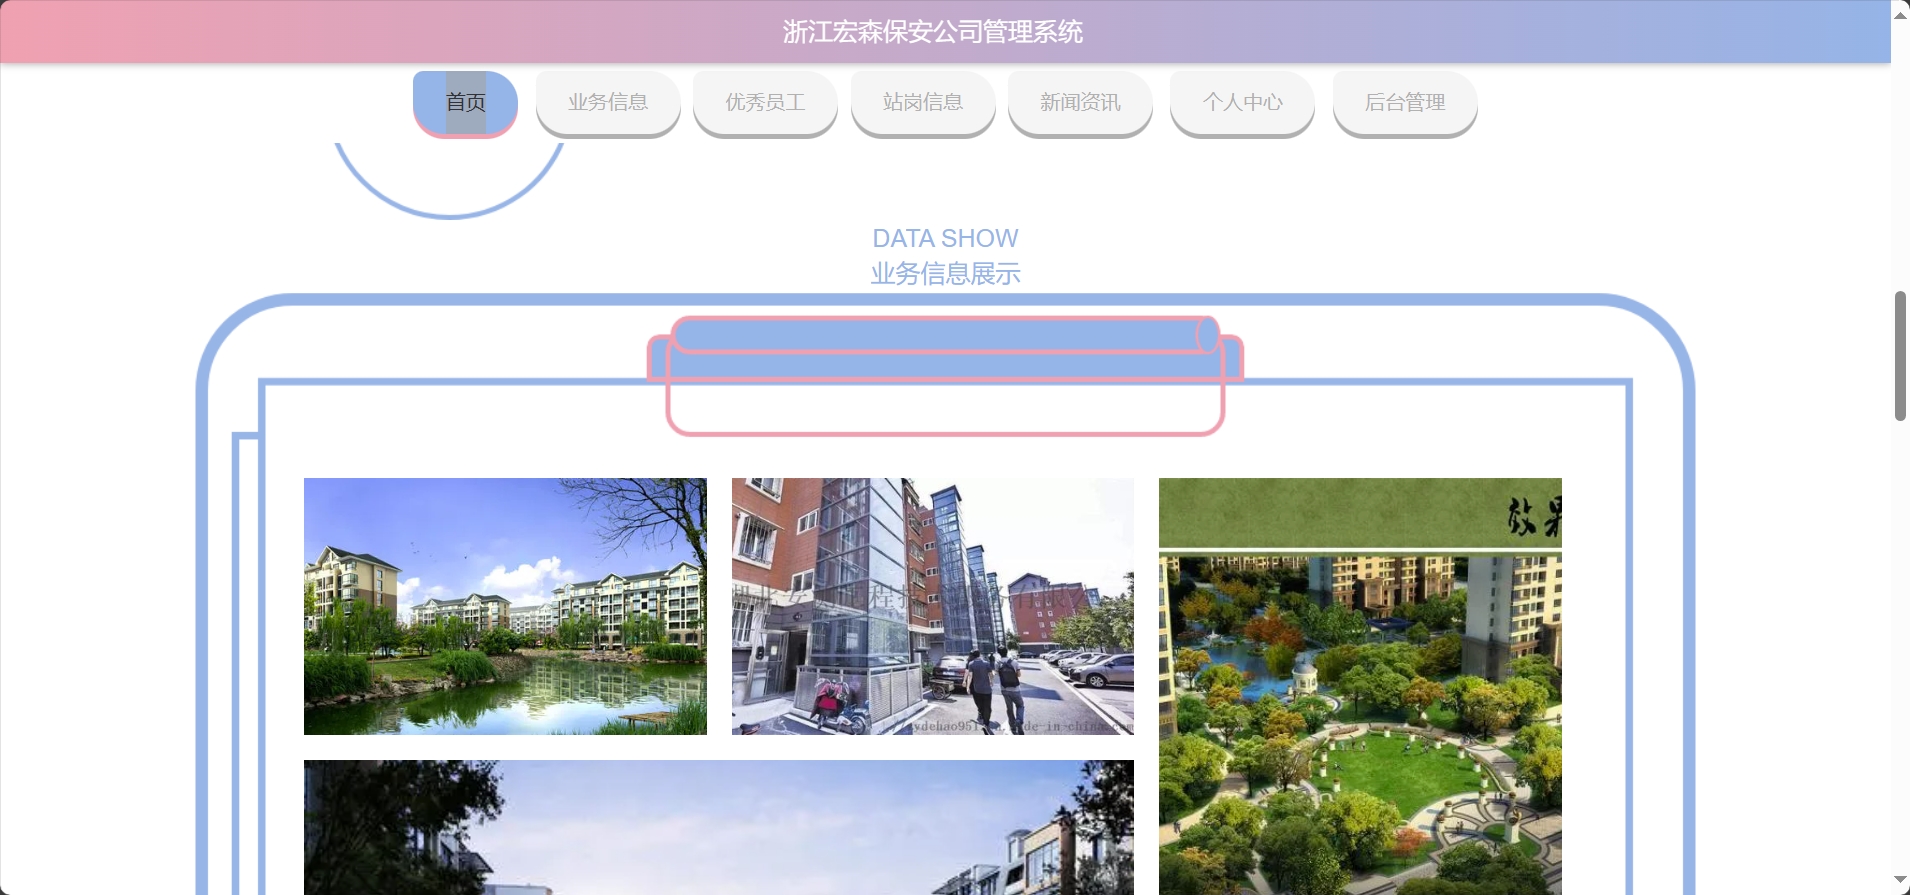 浙江宏森保安公司管理系统
首页
业务信息
优秀员工
站岗信息
新闻资讯
个人中心
后台管理
DATA SHOW
业务信息展示
效果